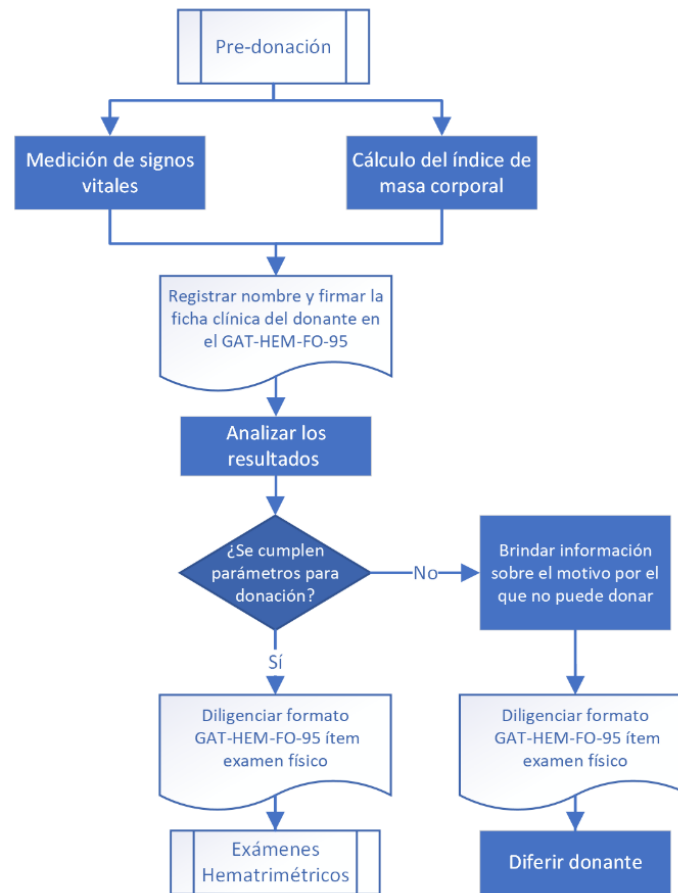 Pre-donación
Medición de signos
vitales
Cálculo del índice de
masa corporal
Registrar nombre y firmar la
ficha clínica del donante en
el GAT-HEM-FO-95
Analizar los
resultados
¿Se cumplen
parámetros para
donación?
No
Brindar información
sobre el motivo por el
que no puede donar
Sí
Diligenciar formato
GAT-HEM-FO-95 ítem
examen físico
Diligenciar formato
GAT-HEM-FO-95 ítem
examen físico
Exámenes
Hematrimétricos
Diferir donante